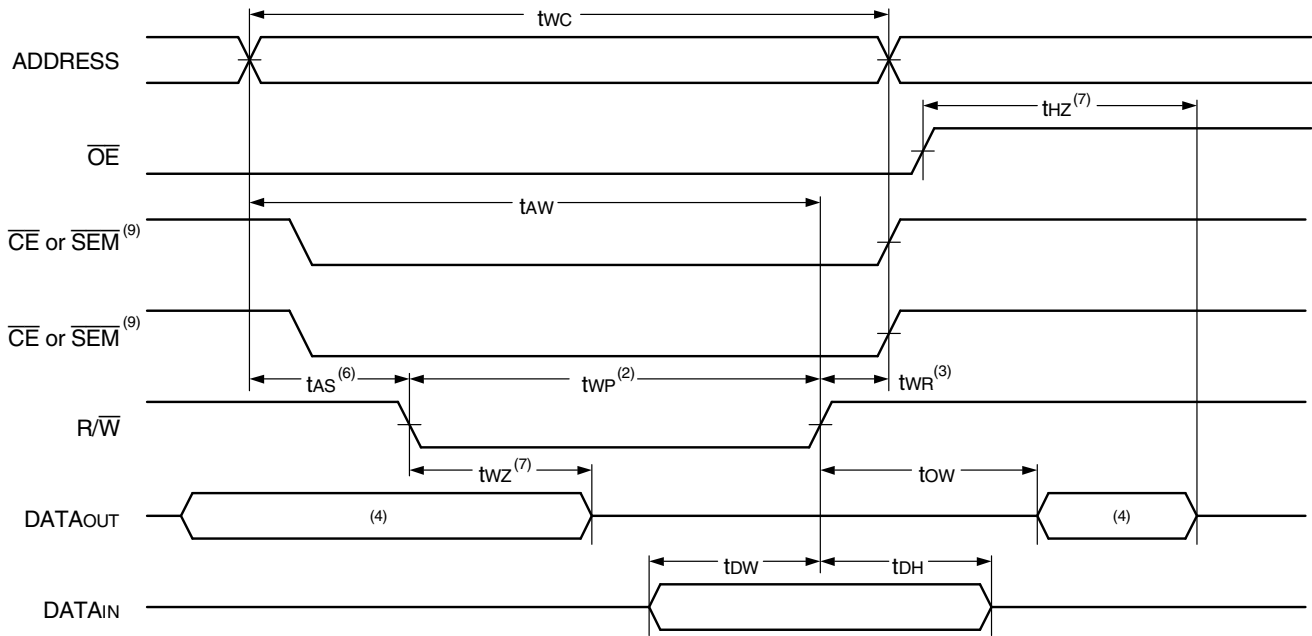 tWC
ADDRESS
tHZ(7)
OE
tAW
CE or SEM(9)
CE or SEM(9)
tAS(6) tWP(2) tWR(3)
R/W
tWZ(7) tOW
DATAOUT (4) (4)
tDW tDH
DATAIN